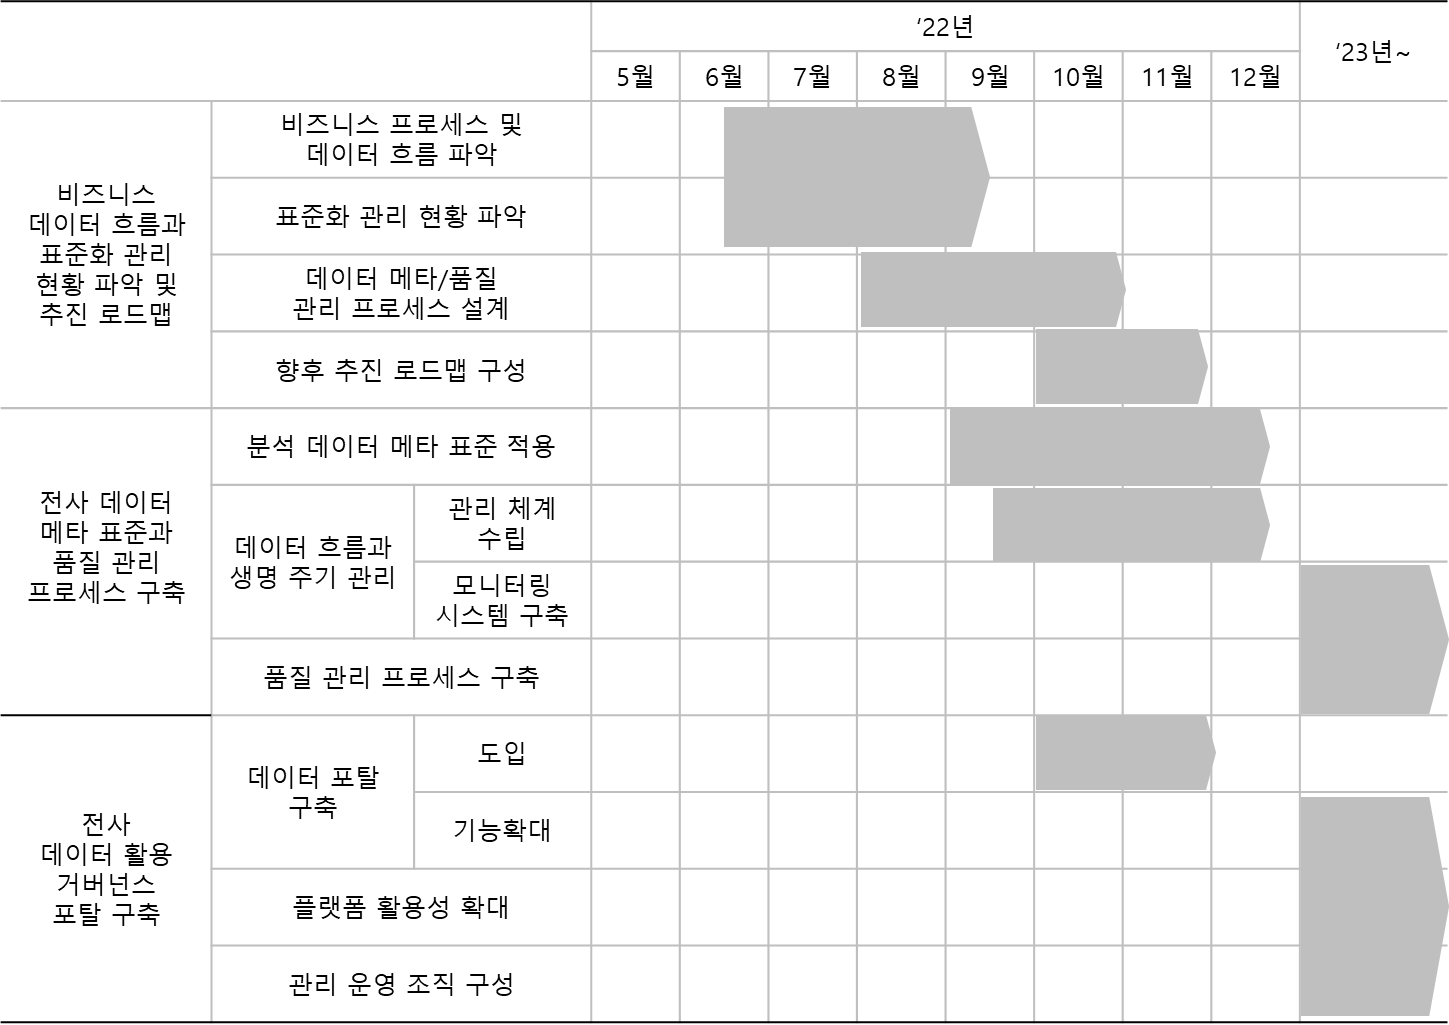 ‘22년
‘23년~
5월 6월 7월 8월 9월 10월 11월 12월
비즈니스
데이터 흐름과
표준화 관리
현황 파악 및
추진 로드맵
비즈니스 프로세스 및
데이터 흐름 파악
표준화 관리 현황 파악
데이터 메타/품질
관리 프로세스 설계
향후 추진 로드맵 구성
전사 데이터
메타 표준과
품질 관리
프로세스 구축
분석 데이터 메타 표준 적용
데이터 흐름과
생명 주기 관리
관리 체계
수립
모니터링
시스템 구축
품질 관리 프로세스 구축
전사
데이터 활용
거버넌스
포탈 구축
데이터 포탈
구축
도입
기능확대
플랫폼 활용성 확대
관리 운영 조직 구성